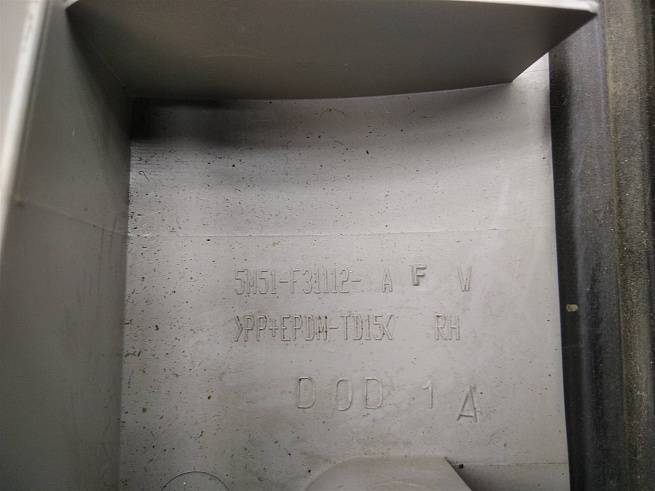 5M51-F31112- A F W
>PP+EPDM-TD15<  RH
DOD 1A